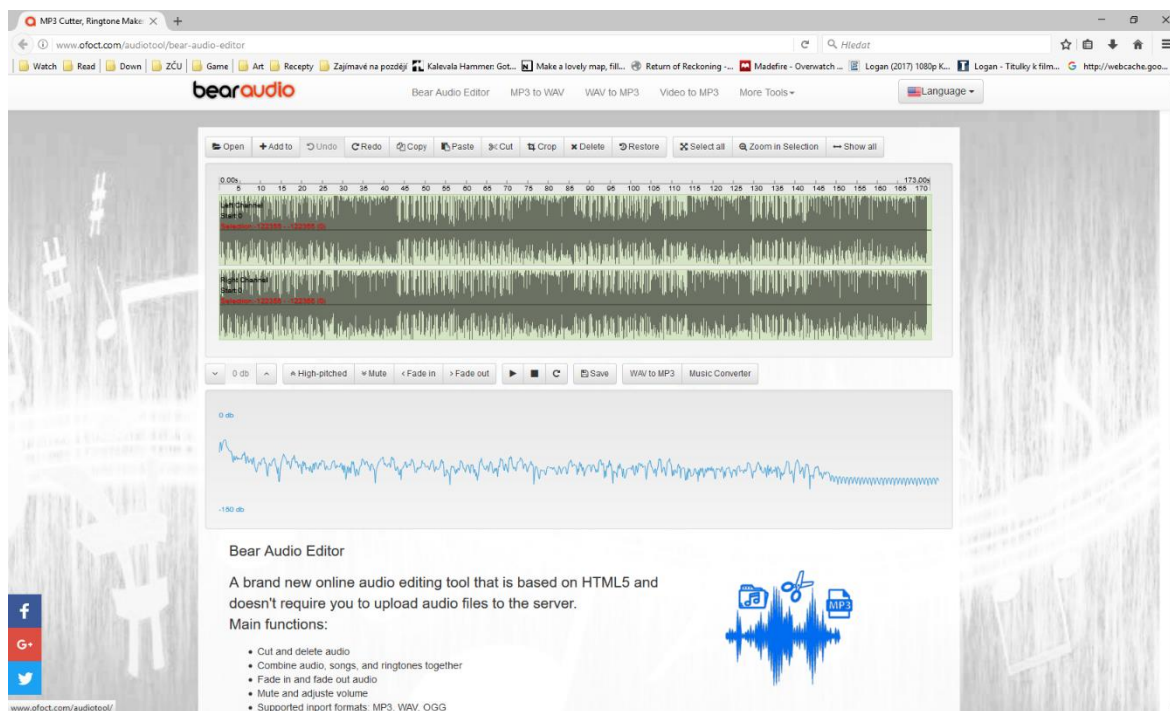 MP3 Cutter, Ringtone Make
www.ofoct.com/audiotool/bear-audio-editor
Hledat
Watch Read Down ZČU Game Art Recepty Zajímavé na později Kalevala Hammer: Got... Make a lovely map, fill... Return of Reckoning -... Madefire - Overwatch ... Logan (2017) 1080p K... Logan - Titulky k film... http://webcache.goo...
bearaudio Bear Audio Editor MP3 to WAV WAV to MP3 Video to MP3 More Tools Language
Open Add to Undo Redo Copy Paste Cut Crop Delete Restore Select all Zoom in Selection Show all
0.00s 173.00s
5 10 15 20 25 30 35 40 45 50 55 60 65 70 75 80 85 90 95 100 105 110 115 120 125 130 135 140 145 150 155 160 165 170
Left Channel
Start:0
Right Channel
Start:0
0 db High-pitched Mute Fade in Fade out Save WAV to MP3 Music Converter
0 db
-150 db
Bear Audio Editor
A brand new online audio editing tool that is based on HTML5 and
doesn't require you to upload audio files to the server.
Main functions:
MP3
• Cut and delete audio
• Combine audio, songs, and ringtones together
• Fade in and fade out audio
• Mute and adjuste volume
• Supported inport formats: MP3, WAV, OGG
f
G+
www.ofoct.com/audiotool/